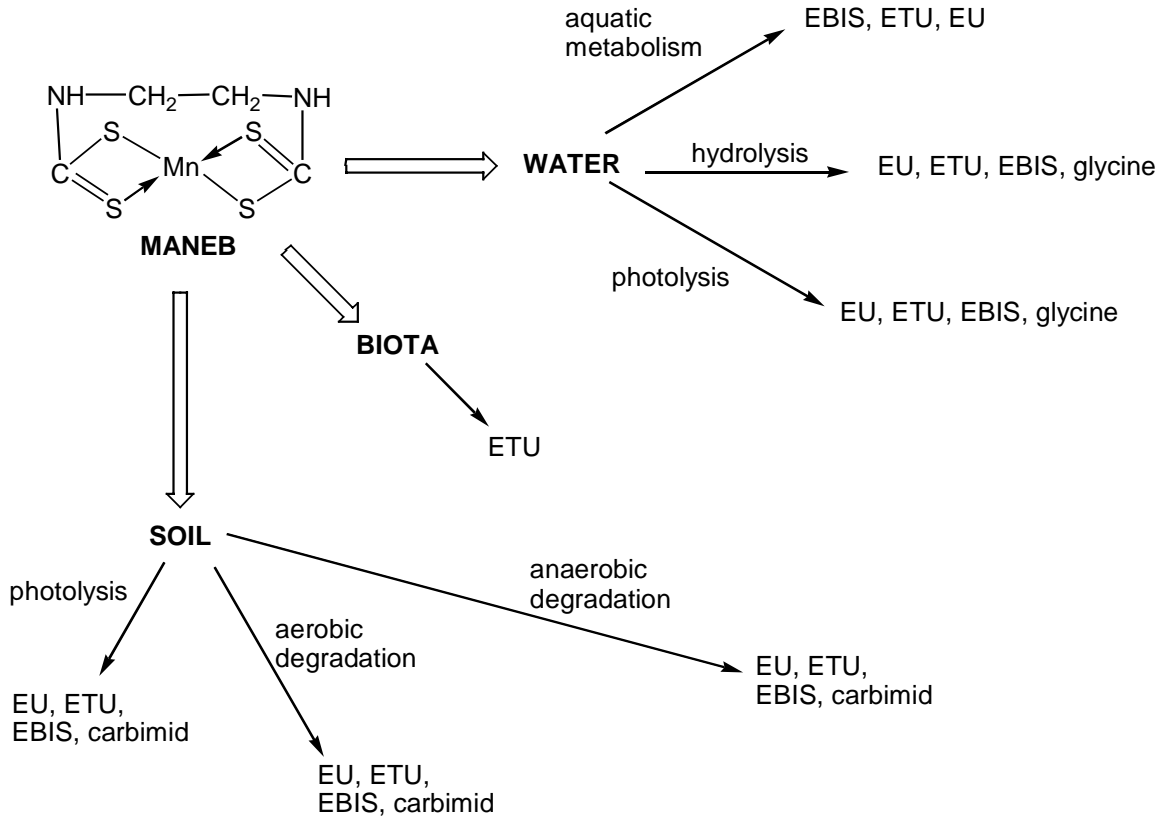 aquatic
metabolism
EBIS, ETU, EU
NH CH2 CH2 NH
S S
C Mn C
S S
MANEB
WATER
hydrolysis
EU, ETU, EBIS, glycine
photolysis
EU, ETU, EBIS, glycine
BIOTA
ETU
SOIL
photolysis
aerobic
degradation
anaerobic
degradation
EU, ETU,
EBIS, carbimid
EU, ETU,
EBIS, carbimid
EU, ETU,
EBIS, carbimid